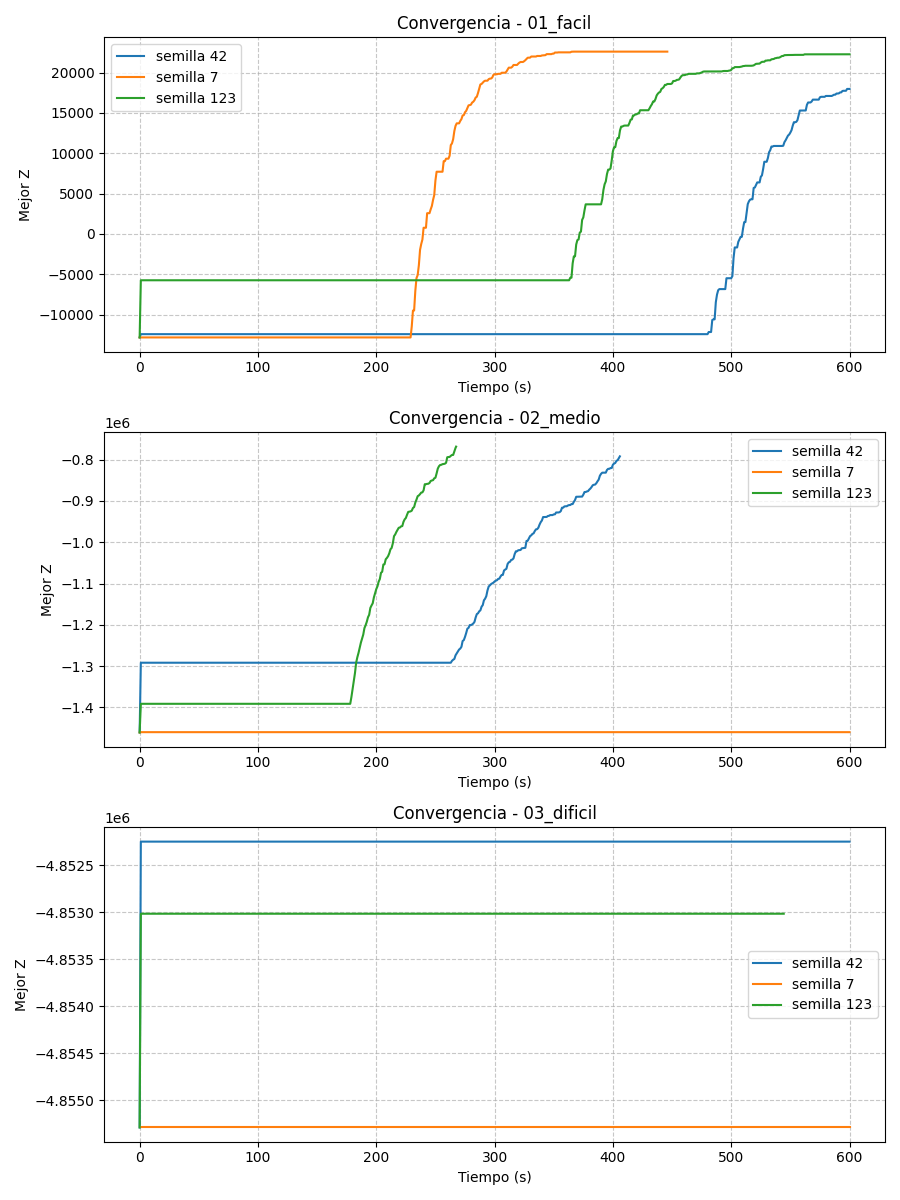 Convergencia - 01_facil
semilla 42
semilla 7
semilla 123
20000
15000
10000
5000
0
−5000
−10000
Mejor Z
0 100 200 300 400 500 600
Tiempo (s)
Convergencia - 02_medio
1e6
semilla 42
semilla 7
semilla 123
−0.8
−0.9
−1.0
−1.1
−1.2
−1.3
−1.4
Mejor Z
0 100 200 300 400 500 600
Tiempo (s)
Convergencia - 03_dificil
1e6
−4.8525
−4.8530
−4.8535
−4.8540
−4.8545
−4.8550
Mejor Z
semilla 42
semilla 7
semilla 123
0 100 200 300 400 500 600
Tiempo (s)